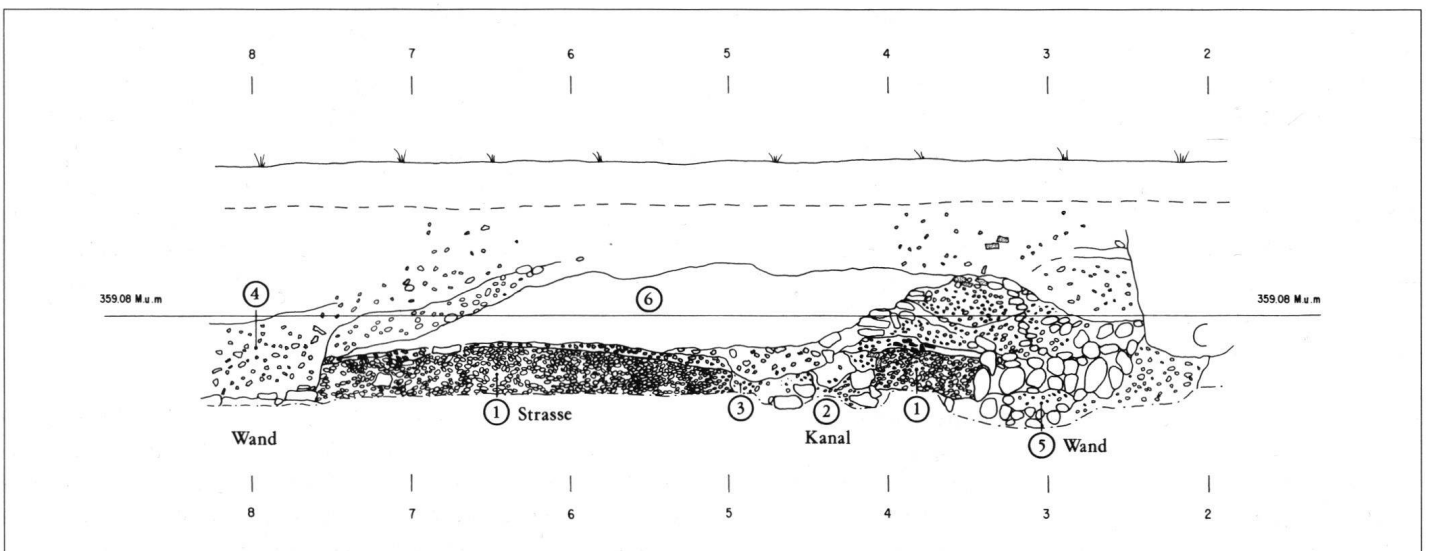 8 7 6 5 4 3 2
4 6
359.08 M.ü.m 359.08 M.ü.m
1 Strasse 3 2 1
Wand Kanal 5 Wand
8 7 6 5 4 3 2